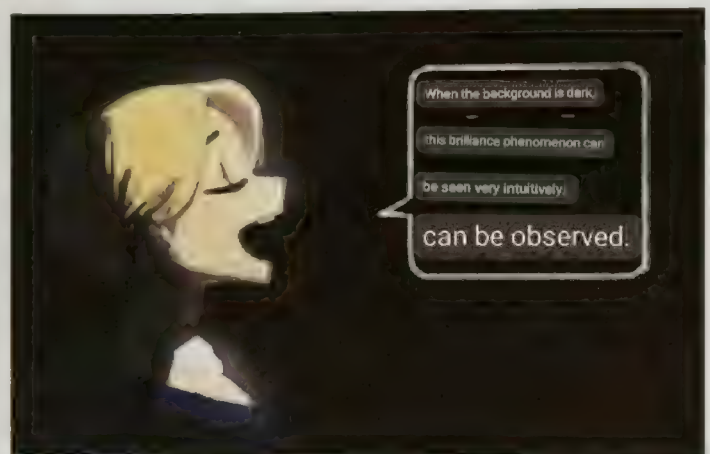 When the background is dark,
this brilliance phenomenon can
be seen very intuitively.
can be observed.